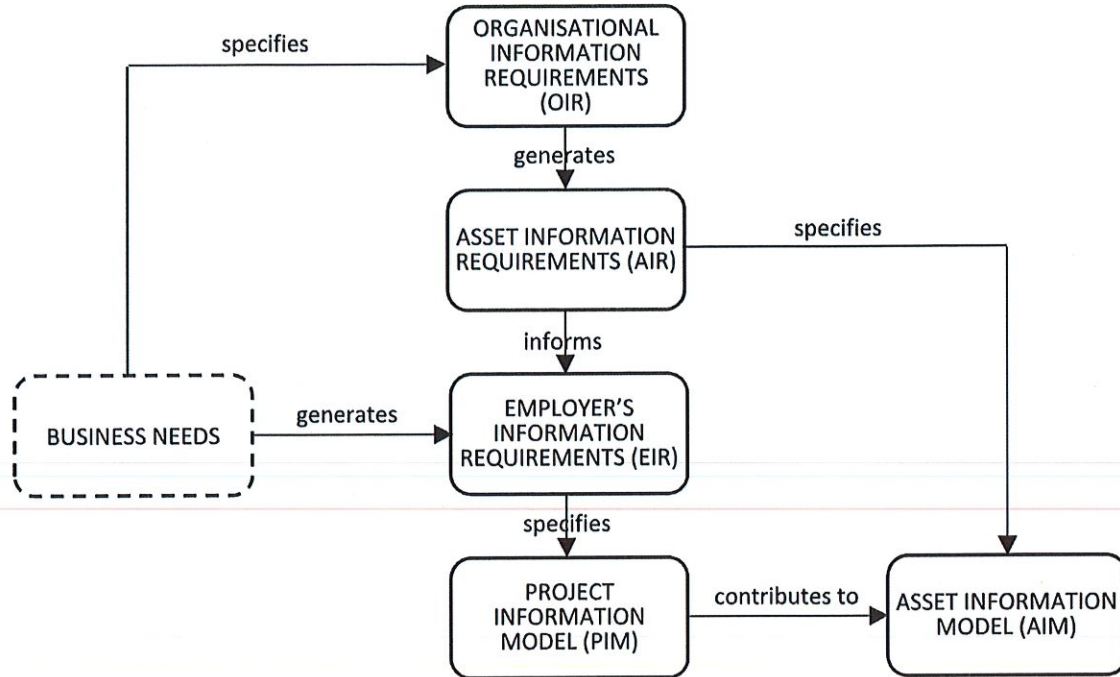 specifies
ORGANISATIONAL
INFORMATION
REQUIREMENTS
(OIR)
generates
ASSET INFORMATION
REQUIREMENTS (AIR)
specifies
informs
BUSINESS NEEDS
generates
EMPLOYER'S
INFORMATION
REQUIREMENTS (EIR)
specifies
PROJECT
INFORMATION
MODEL (PIM)
contributes to
ASSET INFORMATION
MODEL (AIM)